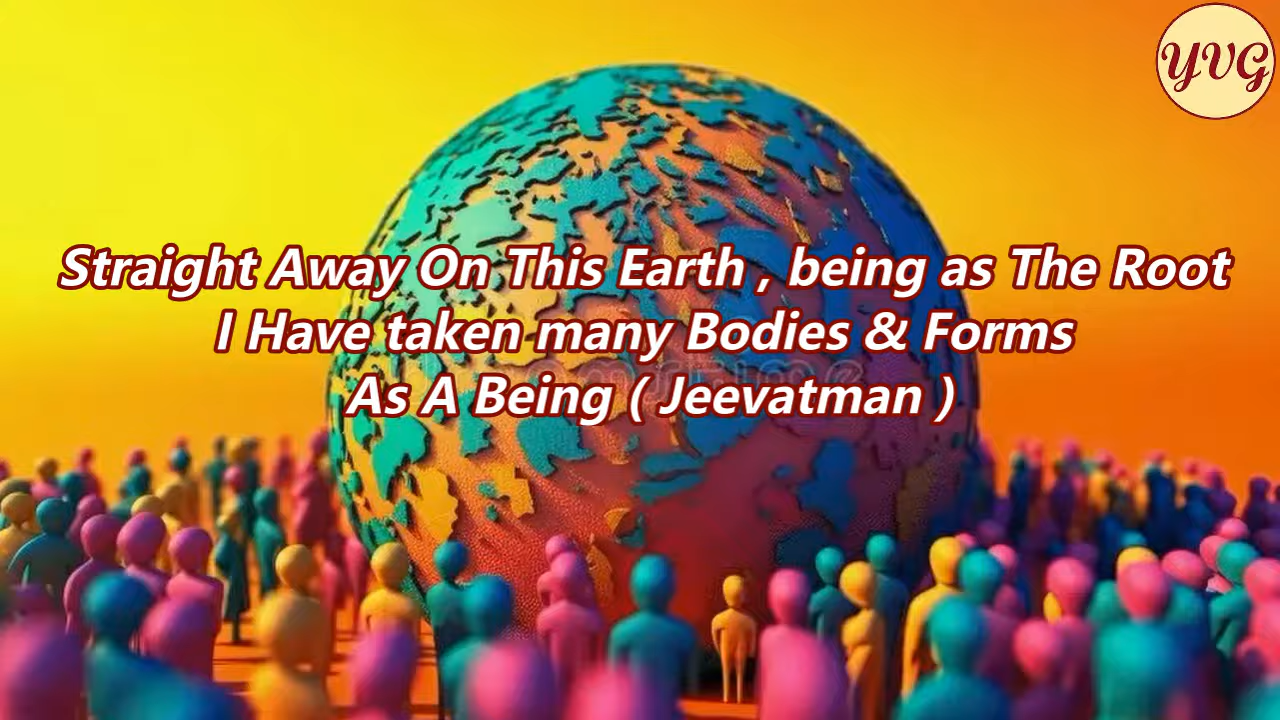 YVG
Straight Away On This Earth , being as The Root
I Have taken many Bodies & Forms
As A Being ( Jeevatman )